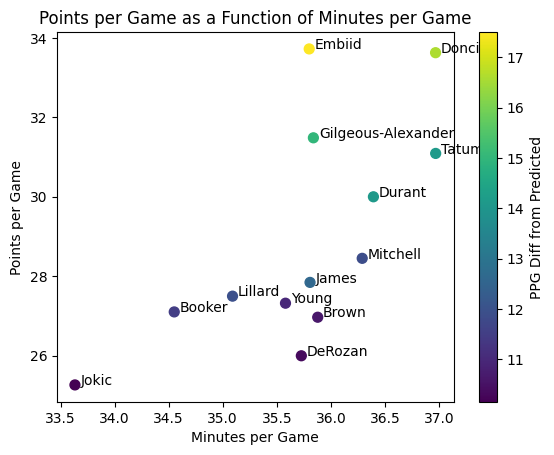 Points per Game as a Function of Minutes per Game
34
32
30
28
26
Points per Game
Embiid
Donci
Gilgeous-Alexander
Tatum
Durant
Mitchell
James
Lillard
Young
Booker
Brown
DeRozan
Jokic
33.5 34.0 34.5 35.0 35.5 36.0 36.5 37.0
Minutes per Game
17
16
15
14
13
12
11
PPG Diff from Predicted